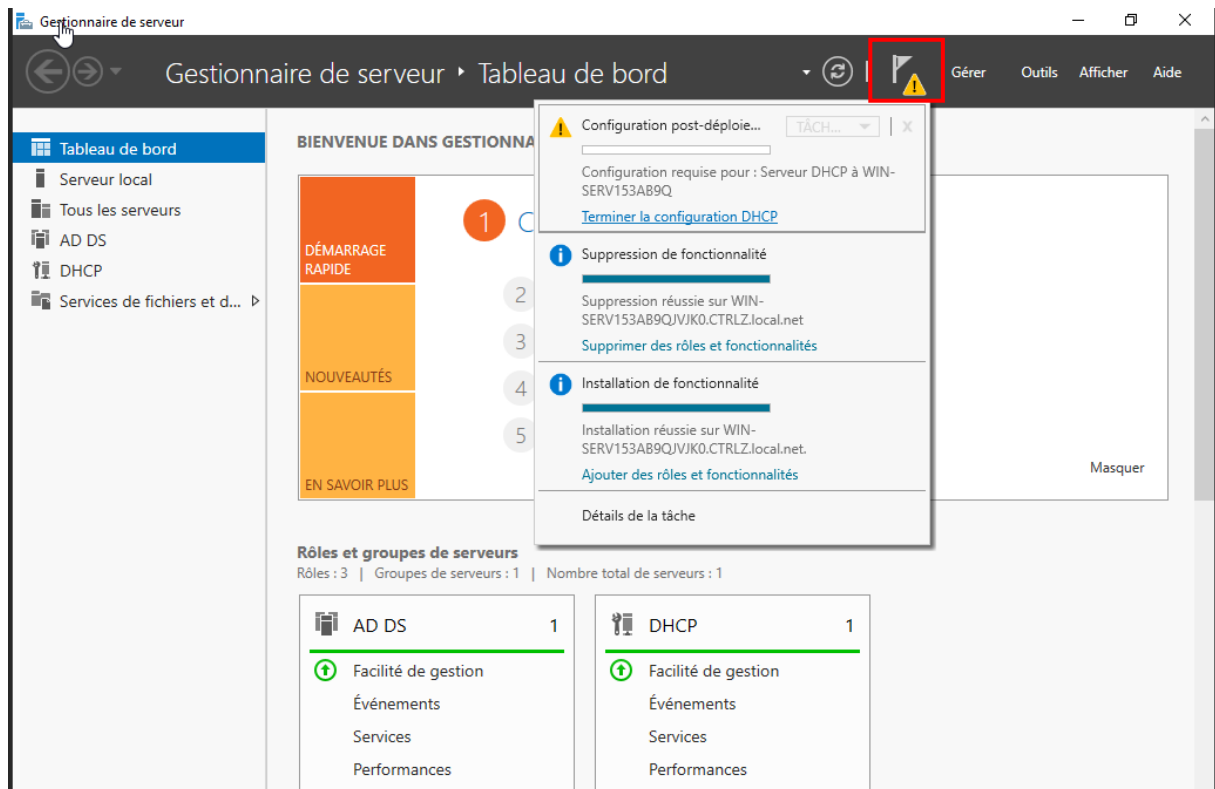 Gestionnaire de serveur
Gestionnaire de serveur ‣ Tableau de bord
Gérer Outils Afficher Aide
Tableau de bord
Serveur local
Tous les serveurs
AD DS
DHCP
Services de fichiers et d...
BIENVENUE DANS GESTIONNA
DÉMARRAGE
RAPIDE
NOUVEAUTÉS
EN SAVOIR PLUS
1 C
2
3
4
5
Configuration post-déploie... TÂCH... X
Configuration requise pour : Serveur DHCP à WIN-
SERV153AB9Q
Terminer la configuration DHCP
Suppression de fonctionnalité
Suppression réussie sur WIN-
SERV153AB9QJVJK0.CTRLZ.local.net
Supprimer des rôles et fonctionnalités
Installation de fonctionnalité
Installation réussie sur WIN-
SERV153AB9QJVJK0.CTRLZ.local.net.
Ajouter des rôles et fonctionnalités
Détails de la tâche
Masquer
Rôles et groupes de serveurs
Rôles : 3 | Groupes de serveurs : 1 | Nombre total de serveurs : 1
AD DS 1
Facilité de gestion
Événements
Services
Performances
DHCP 1
Facilité de gestion
Événements
Services
Performances